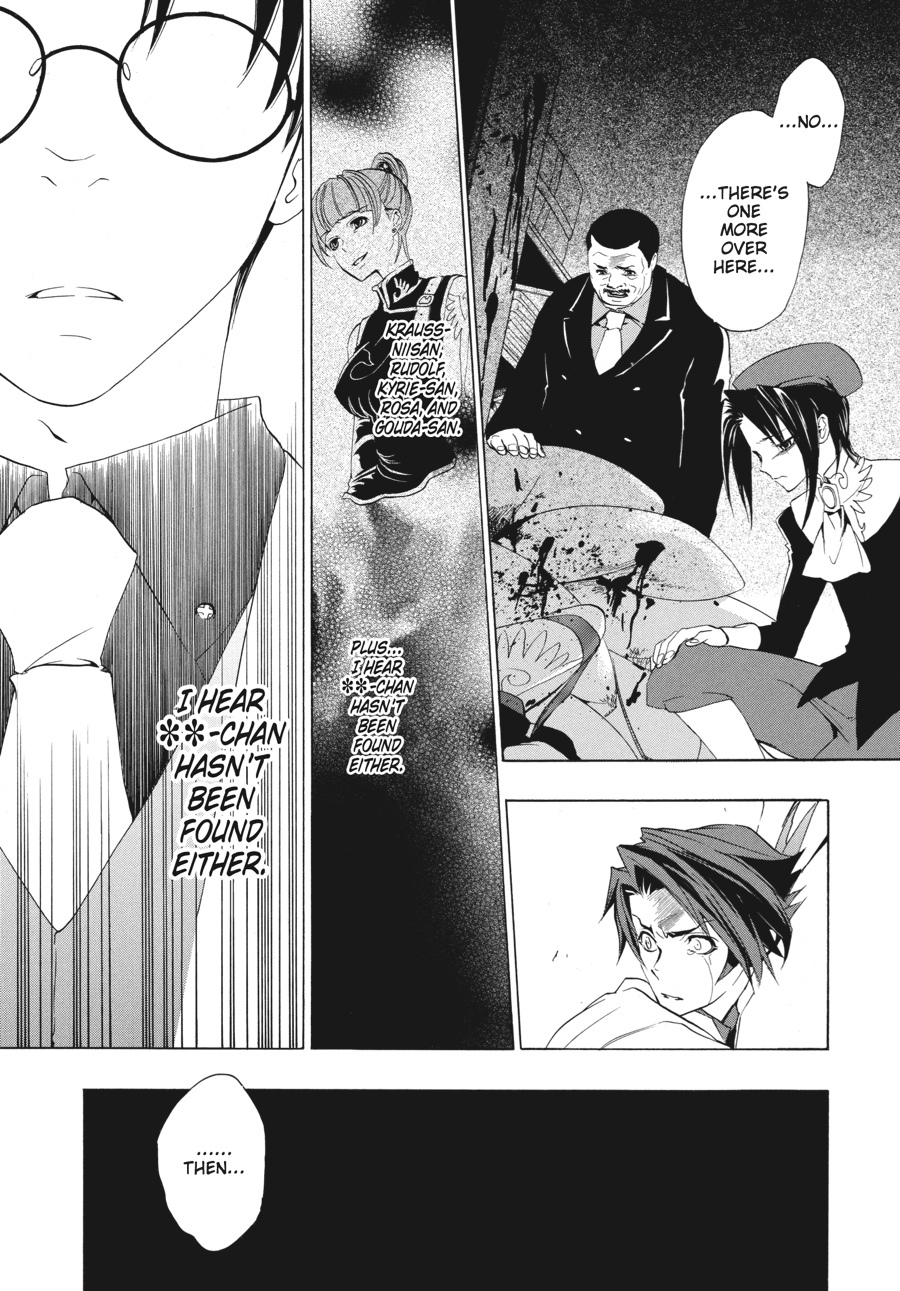 ...NO...
...THERE'S
ONE
MORE
OVER
HERE...
KRAUSS-
NIISAN,
RUDOLF,
KYRIE-SAN
ROSA, AND
GOUDA-SAN.
PLUS...
I HEAR
**-CHAN
HASN'T
BEEN
FOUND
EITHER.
I HEAR
**-CHAN
HASN'T
BEEN
FOUND
EITHER.
......
THEN...